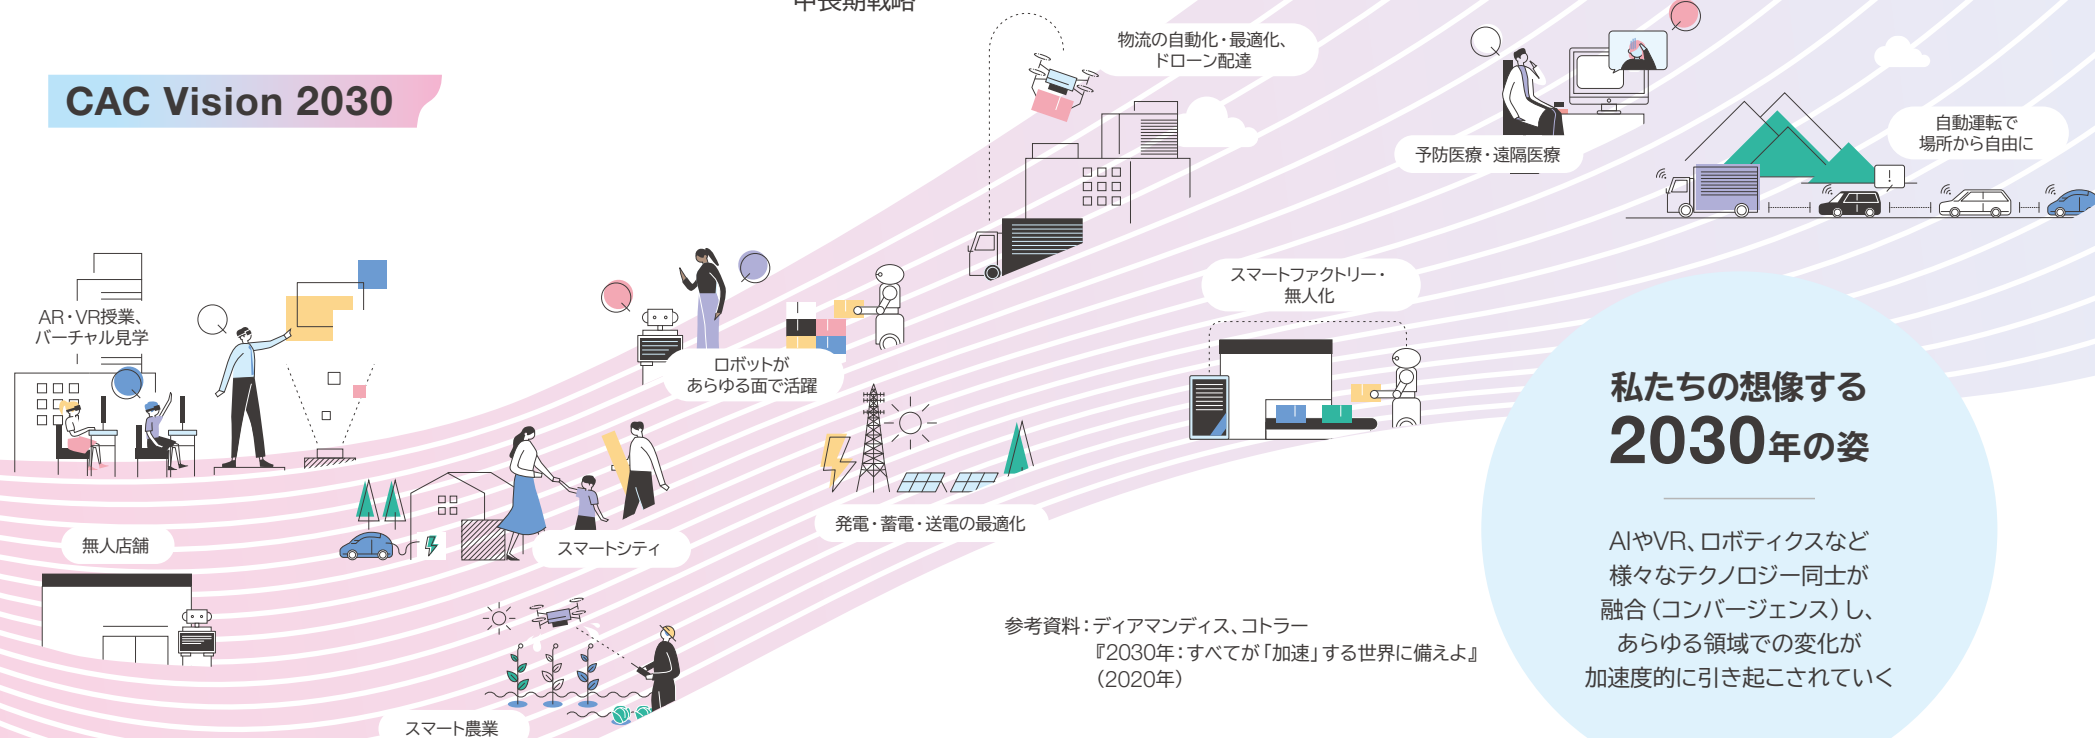 中長期戦略
CAC Vision 2030
物流の自動化・最適化、
ドローン配達
予防医療・遠隔医療
自動運転で
場所から自由に
!
AR・VR授業、
バーチャル見学
ロボットが
あらゆる面で活躍
スマートファクトリー・
無人化
無人店舗
スマートシティ
発電・蓄電・送電の最適化
スマート農業
参考資料:ディアマンディス、コトラー
『2030年:すべてが「加速」する世界に備えよ』
(2020年)
私たちの想像する
2030年の姿
AIやVR、ロボティクスなど
様々なテクノロジー同士が
融合(コンバージェンス)し、
あらゆる領域での変化が
加速度的に引き起こされていく